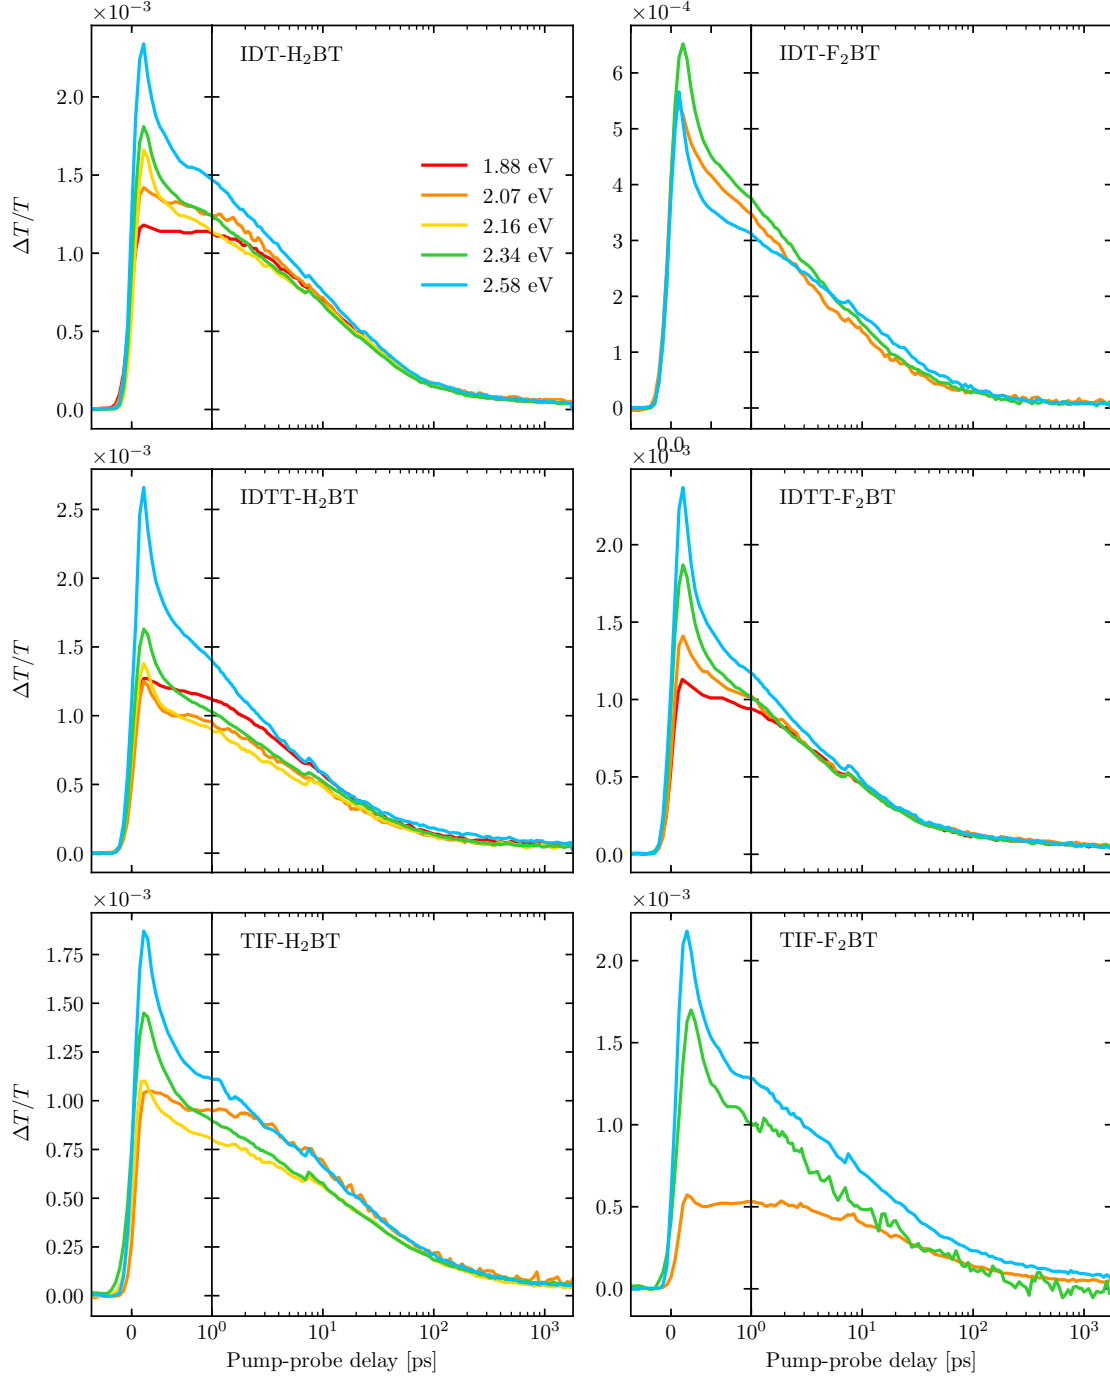 ×10⁻³
IDT-H₂BT
2.0
1.5
1.0
0.5
0.0
ΔT/T
1.88 eV
2.07 eV
2.16 eV
2.34 eV
2.58 eV
×10⁻⁴
IDT-F₂BT
6
5
4
3
2
1
0
0.0
×10⁻³
IDTT-H₂BT
2.5
2.0
1.5
1.0
0.5
0.0
ΔT/T
×10⁻³
IDTT-F₂BT
2.0
1.5
1.0
0.5
0.0
×10⁻³
TIF-H₂BT
1.75
1.50
1.25
1.00
0.75
0.50
0.25
0.00
ΔT/T
0 10⁰ 10¹ 10² 10³
Pump-probe delay [ps]
×10⁻³
TIF-F₂BT
2.0
1.5
1.0
0.5
0.0
0 10⁰ 10¹ 10² 10³
Pump-probe delay [ps]